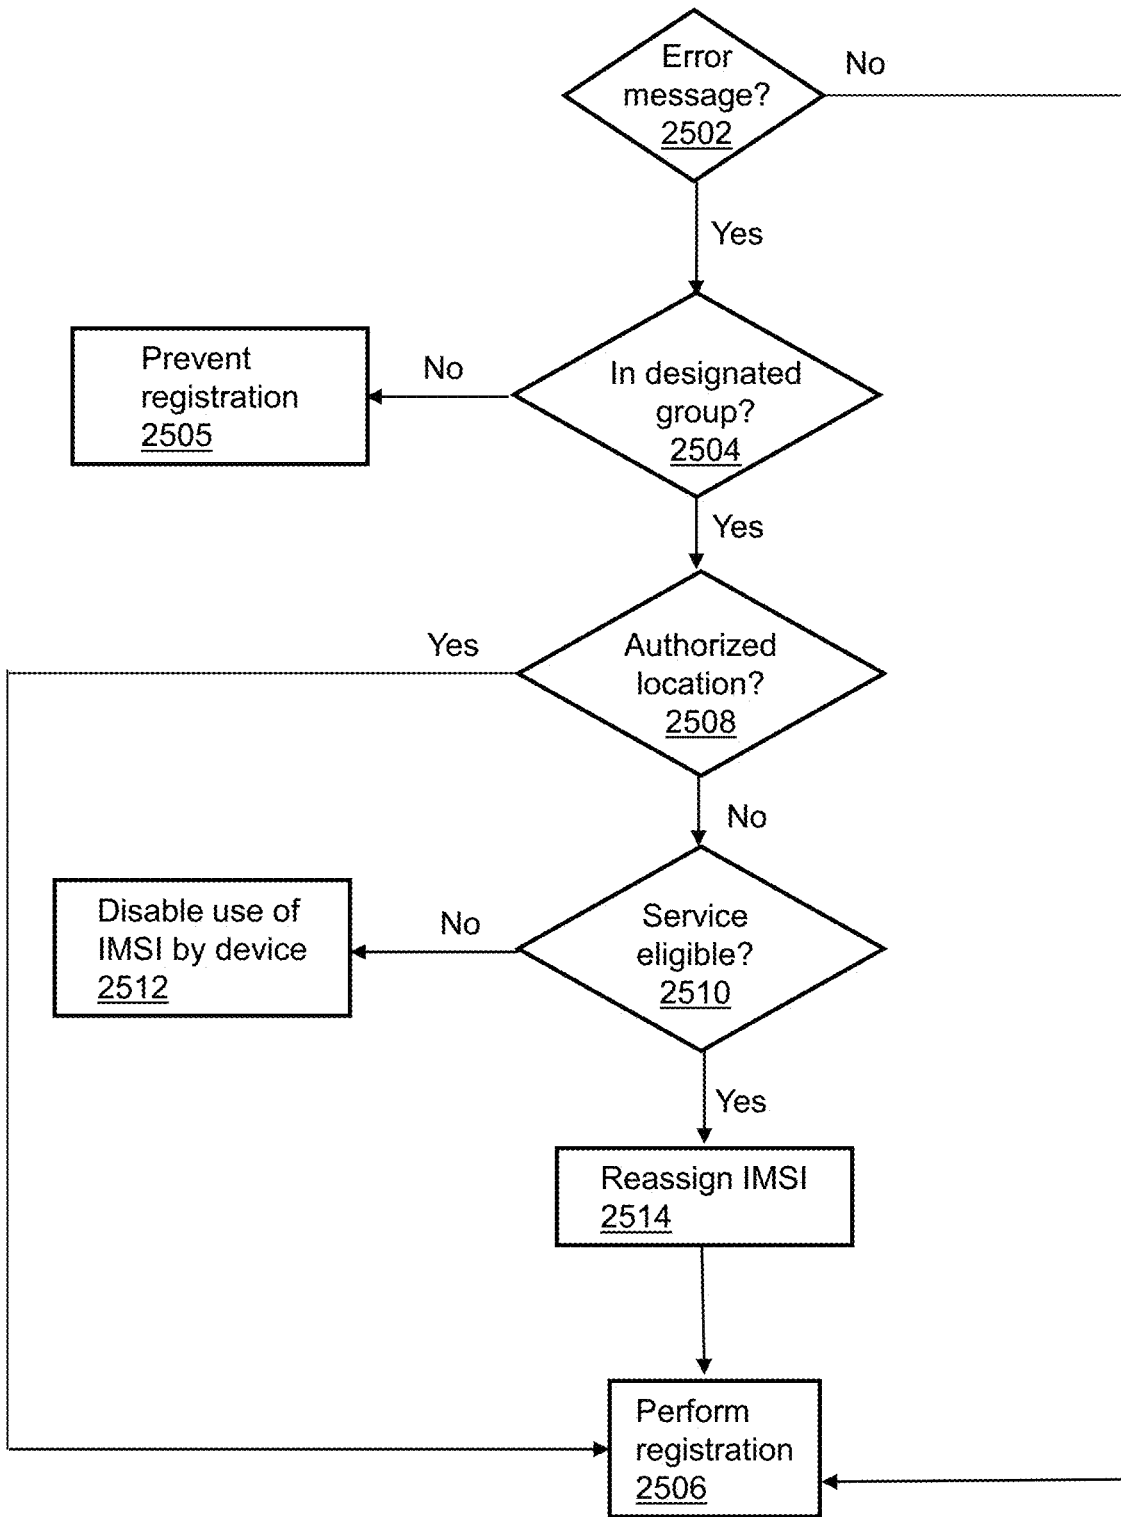 Error
message?
2502
No
Yes
Prevent
registration
2505
No
In designated
group?
2504
Yes
Yes
Authorized
location?
2508
No
Disable use of
IMSI by device
2512
No
Service
eligible?
2510
Yes
Reassign IMSI
2514
Perform
registration
2506